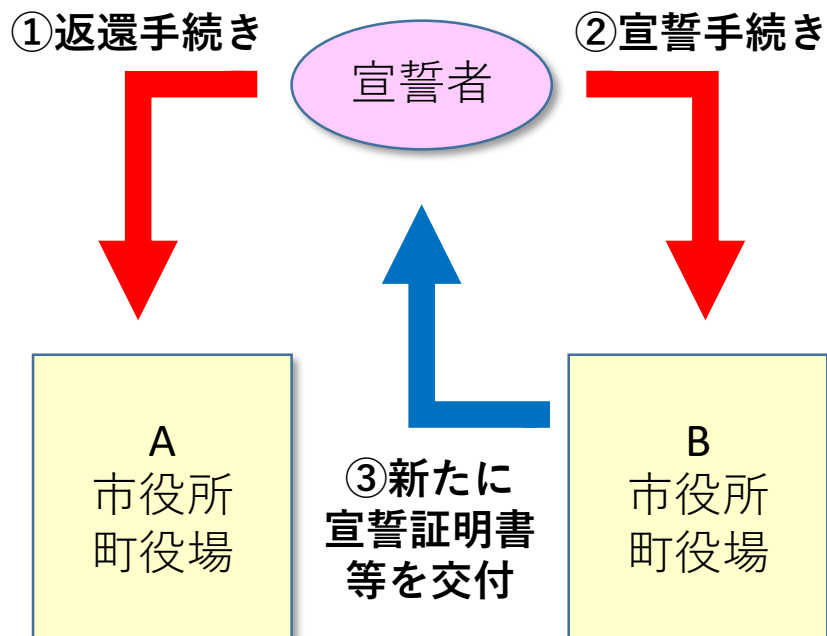 ①返還手続き
②宣誓手続き
宣誓者
A
市役所
町役場
③新たに
宣誓証明書
等を交付
B
市役所
町役場